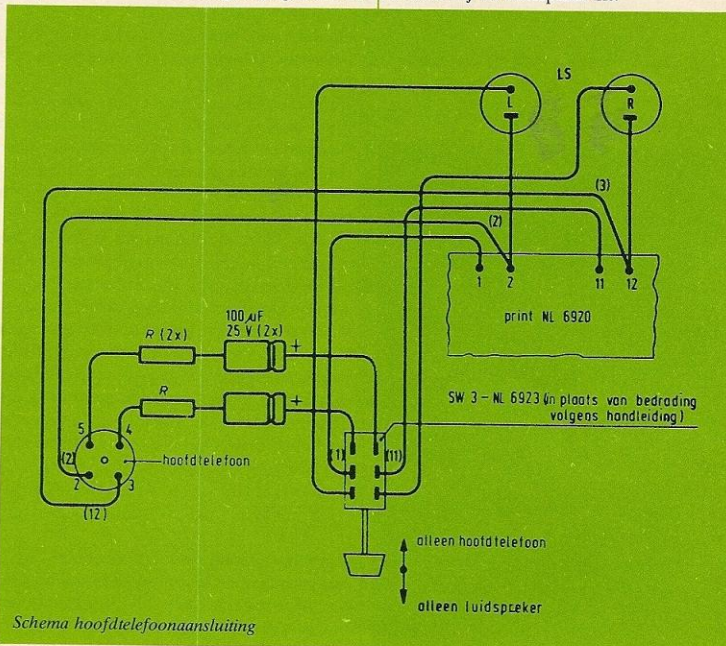 LS
L
R
(3)
(2)
1
2
11
12
print NL 6920
100 µF
25 V (2x)
R (2x)
+
R
+
SW 3 - NL 6923 (in plaats van bedrading
volgens handleiding)
5
4
(1)
(11)
(2)
hoofdtelefoon
2
3
(12)
alleen hoofdtelefoon
alleen luidspreker
Schema hoofdtelefoonaansluiting